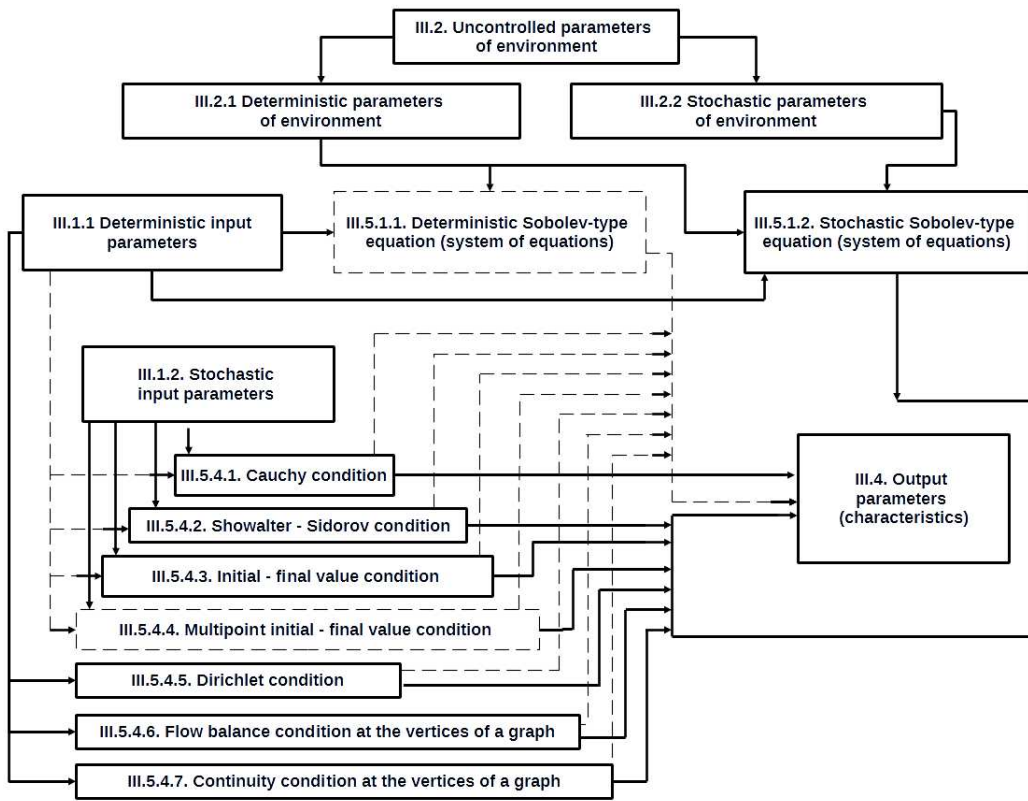 III.2. Uncontrolled parameters
of environment
III.2.1 Deterministic parameters
of environment
III.2.2 Stochastic parameters
of environment
III.1.1 Deterministic input
parameters
III.5.1.1. Deterministic Sobolev-type
equation (system of equations)
III.5.1.2. Stochastic Sobolev-type
equation (system of equations)
III.1.2. Stochastic
input parameters
III.5.4.1. Cauchy condition
III.4. Output
parameters
(characteristics)
III.5.4.2. Showalter - Sidorov condition
III.5.4.3. Initial - final value condition
III.5.4.4. Multipoint initial - final value condition
III.5.4.5. Dirichlet condition
III.5.4.6. Flow balance condition at the vertices of a graph
III.5.4.7. Continuity condition at the vertices of a graph